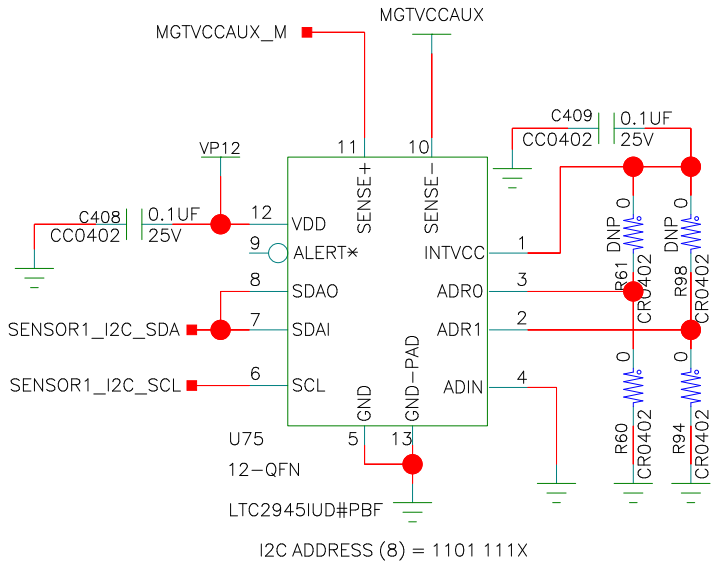 MGTVCCAUX
MGTVCCAUX_M
C409
0.1UF
CC0402
25V
VP12
11
10
SENSE+
SENSE-
C408
0.1UF
CC0402
25V
12
VDD
9
ALERT*
8
SDAO
SENSOR1_I2C_SDA
7
SDAI
SENSOR1_I2C_SCL
6
SCL
INTVCC
1
ADR0
3
ADR1
2
ADIN
4
GND
GND-PAD
5
13
DNP
0
R61
CR0402
DNP
0
R98
CR0402
0
R60
CR0402
0
R94
CR0402
U75
12-QFN
LTC2945IUD#PBF
I2C ADDRESS (8) = 1101 111X